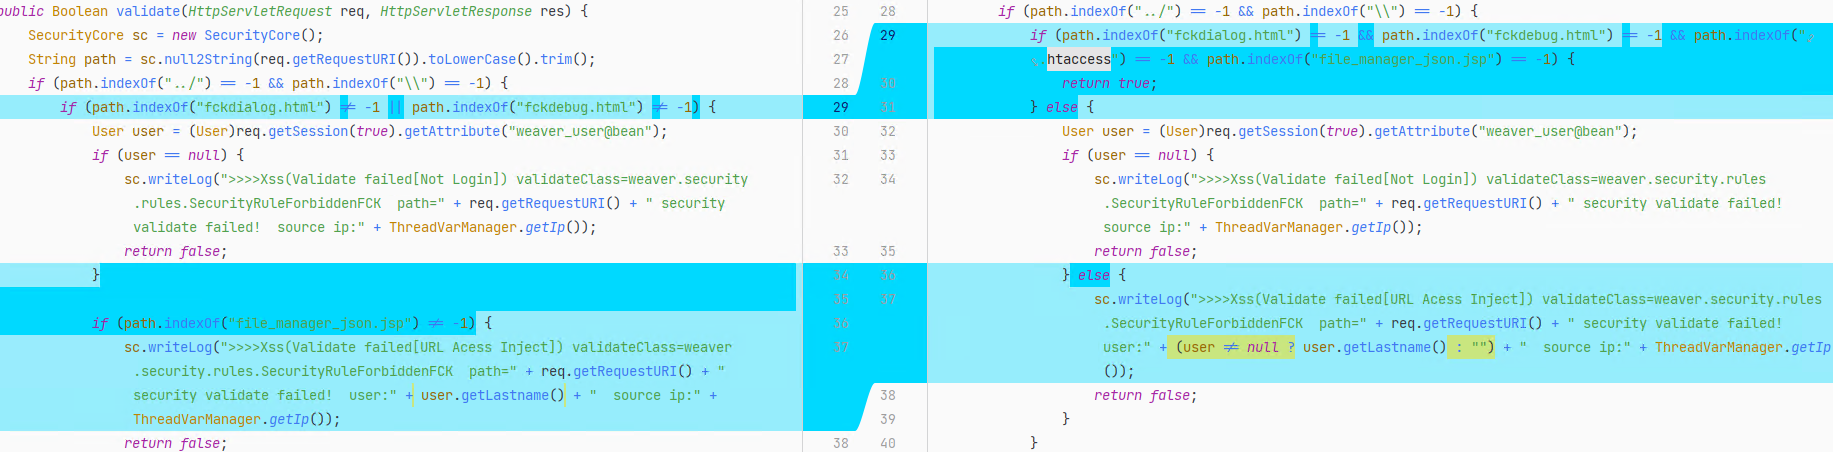 public Boolean validate(HttpServletRequest req, HttpServletResponse res) {
SecurityCore sc = new SecurityCore();
String path = sc.null2String(req.getRequestURI()).toLowerCase().trim();
if (path.indexOf("../") == -1 && path.indexOf("\\") == -1) {
if (path.indexOf("fckdialog.html") != -1 || path.indexOf("fckdebug.html") != -1) {
User user = (User)req.getSession(true).getAttribute("weaver_user@bean");
if (user == null) {
sc.writeLog(">>>>Xss(Validate failed[Not Login]) validateClass=weaver.security
.rules.SecurityRuleForbiddenFCK  path=" + req.getRequestURI() + " security
validate failed!  source ip:" + ThreadVarManager.getIp());
return false;
}
if (path.indexOf("file_manager_json.jsp") != -1) {
sc.writeLog(">>>>Xss(Validate failed[URL Acess Inject]) validateClass=weaver
.security.rules.SecurityRuleForbiddenFCK  path=" + req.getRequestURI() + "
security validate failed!  user:" + user.getLastname() + "  source ip:" +
ThreadVarManager.getIp());
return false;
25 28
26 29
27
28 30
29 31
30 32
31 33
32 34
33 35
34 36
35 37
36
37
38
39
38 40
if (path.indexOf("../") == -1 && path.indexOf("\\") == -1) {
if (path.indexOf("fckdialog.html") == -1 && path.indexOf("fckdebug.html") == -1 && path.indexOf("
.htaccess") == -1 && path.indexOf("file_manager_json.jsp") == -1) {
return true;
} else {
User user = (User)req.getSession(true).getAttribute("weaver_user@bean");
if (user == null) {
sc.writeLog(">>>>Xss(Validate failed[Not Login]) validateClass=weaver.security.rules
.SecurityRuleForbiddenFCK  path=" + req.getRequestURI() + " security validate failed!
source ip:" + ThreadVarManager.getIp());
return false;
} else {
sc.writeLog(">>>>Xss(Validate failed[URL Acess Inject]) validateClass=weaver.security.rules
.SecurityRuleForbiddenFCK  path=" + req.getRequestURI() + " security validate failed!
user:" + (user != null ? user.getLastname() : "") + "  source ip:" + ThreadVarManager.getIp
());
return false;
}
}